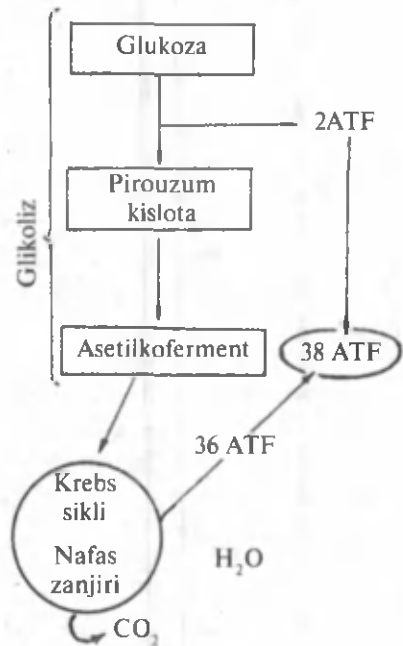 Glukoza
2ATF
Pirouzum
kislota
Glikoliz
Asetilkoferment
38 ATF
36 ATF
Krebs
sikli
Nafas
zanjiri
H₂O
CO₂